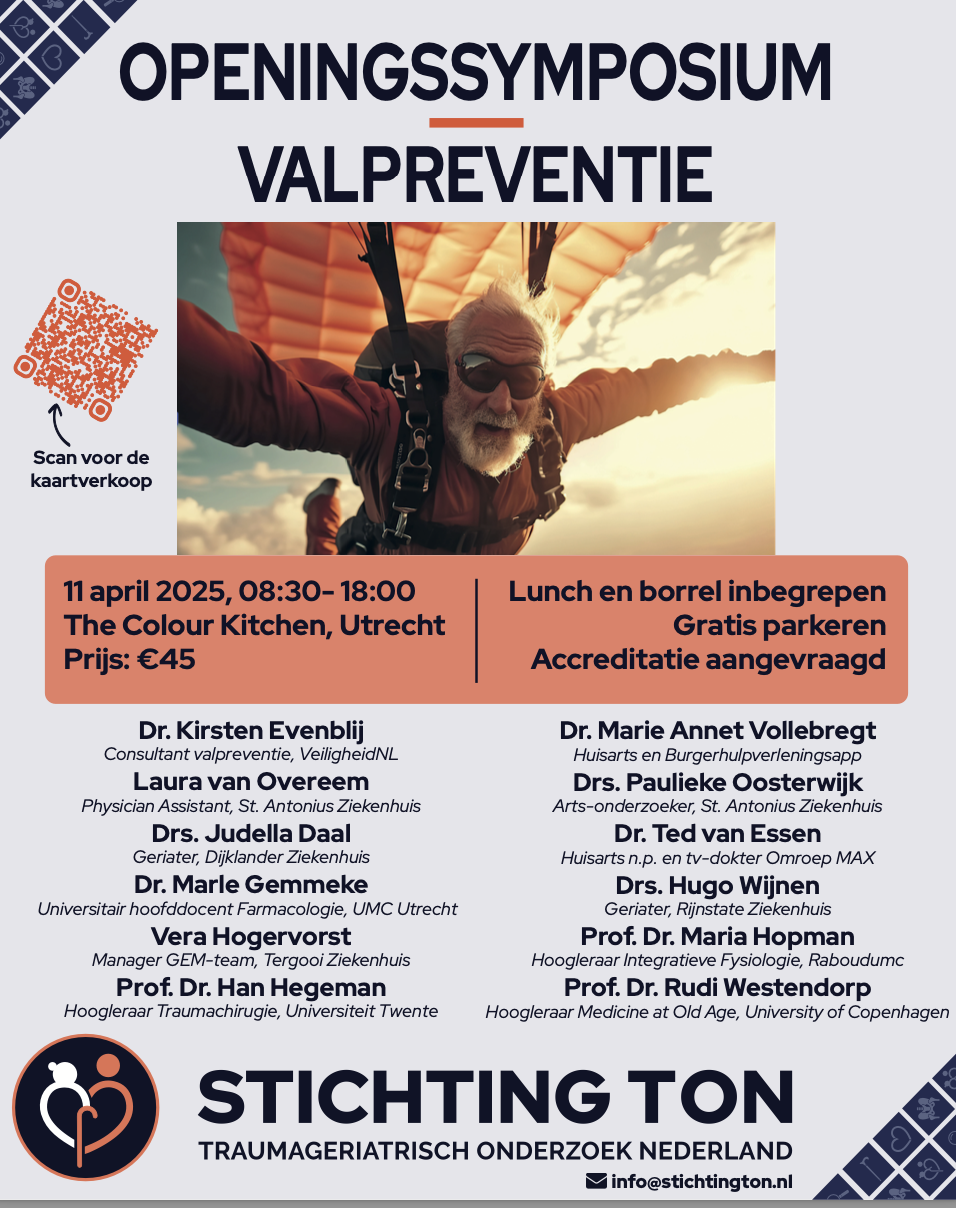 OPENINGSSYMPOSIUM
VALPREVENTIE
Scan voor de
kaartverkoop
11 april 2025, 08:30- 18:00
The Colour Kitchen, Utrecht
Prijs: €45
Lunch en borrel inbegrepen
Gratis parkeren
Accreditatie aangevraagd
Dr. Kirsten Evenblij
Consultant valpreventie, VeiligheidNL
Laura van Overeem
Physician Assistant, St. Antonius Ziekenhuis
Drs. Judella Daal
Geriater, Dijklander Ziekenhuis
Dr. Marle Gemmeke
Universitair hoofddocent Farmacologie, UMC Utrecht
Vera Hogervorst
Manager GEM-team, Tergooi Ziekenhuis
Prof. Dr. Han Hegeman
Hoogleraar Traumachirugie, Universiteit Twente
Dr. Marie Annet Vollebregt
Huisarts en Burgerhulpverleningsapp
Drs. Paulieke Oosterwijk
Arts-onderzoeker, St. Antonius Ziekenhuis
Dr. Ted van Essen
Huisarts n.p. en tv-dokter Omroep MAX
Drs. Hugo Wijnen
Geriater, Rijnstate Ziekenhuis
Prof. Dr. Maria Hopman
Hoogleraar Integratieve Fysiologie, Raboudumc
Prof. Dr. Rudi Westendorp
Hoogleraar Medicine at Old Age, University of Copenhagen
STICHTING TON
TRAUMAGERIATRISCH ONDERZOEK NEDERLAND
info@stichtington.nl